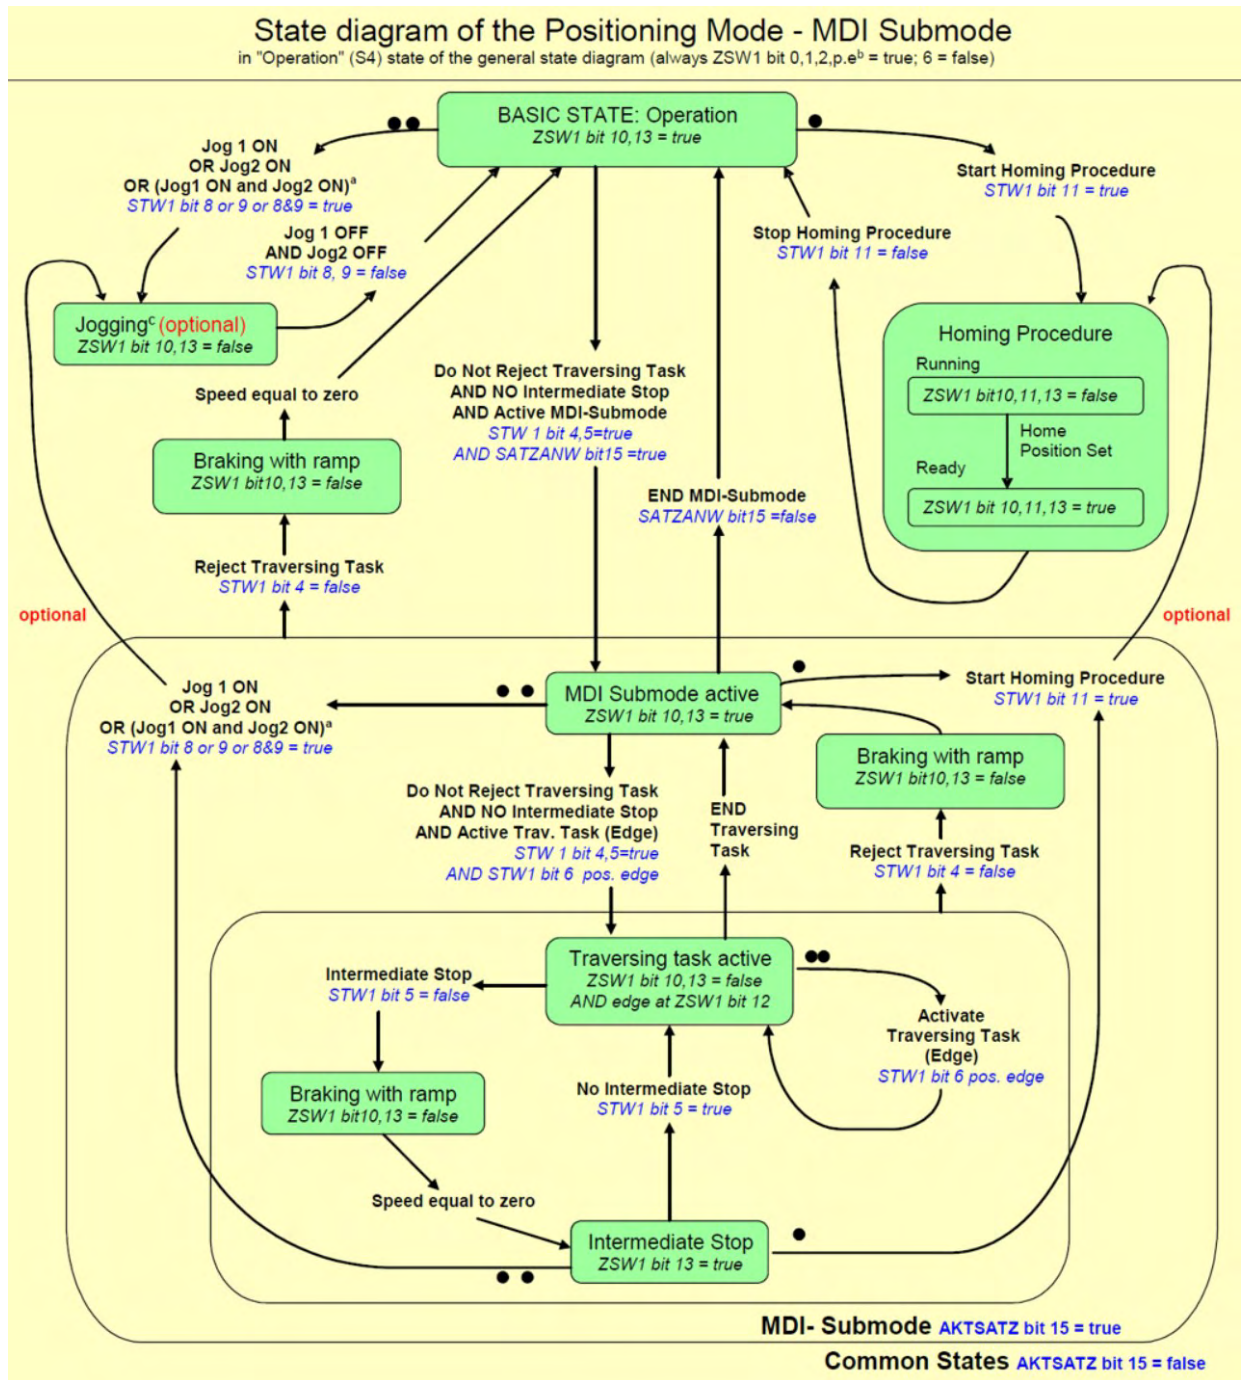 State diagram of the Positioning Mode - MDI Submode
in "Operation" (S4) state of the general state diagram (always ZSW1 bit 0,1,2,p.eᵇ = true; 6 = false)
BASIC STATE: Operation
ZSW1 bit 10,13 = true
Jog 1 ON
OR Jog2 ON
OR (Jog1 ON and Jog2 ON)ᵃ
STW1 bit 8 or 9 or 8&9 = true
Start Homing Procedure
STW1 bit 11 = true
Jog 1 OFF
AND Jog2 OFF
STW1 bit 8, 9 = false
Stop Homing Procedure
STW1 bit 11 = false
Joggingᶜ (optional)
ZSW1 bit 10,13 = false
Homing Procedure
Running
ZSW1 bit10,11,13 = false
Home
Position Set
Ready
ZSW1 bit 10,11,13 = true
Speed equal to zero
Do Not Reject Traversing Task
AND NO Intermediate Stop
AND Active MDI-Submode
STW 1 bit 4,5=true
AND SATZANW bit15 =true
Braking with ramp
ZSW1 bit10,13 = false
END MDI-Submode
SATZANW bit15 =false
Reject Traversing Task
STW1 bit 4 = false
optional
optional
Jog 1 ON
OR Jog2 ON
OR (Jog1 ON and Jog2 ON)ᵃ
STW1 bit 8 or 9 or 8&9 = true
MDI Submode active
ZSW1 bit 10,13 = true
Start Homing Procedure
STW1 bit 11 = true
Braking with ramp
ZSW1 bit10,13 = false
Do Not Reject Traversing Task
AND NO Intermediate Stop
AND Active Trav. Task (Edge)
STW 1 bit 4,5=true
AND STW1 bit 6 pos. edge
END
Traversing
Task
Reject Traversing Task
STW1 bit 4 = false
Traversing task active
ZSW1 bit 10,13 = false
AND edge at ZSW1 bit 12
Intermediate Stop
STW1 bit 5 = false
Activate
Traversing Task
(Edge)
STW1 bit 6 pos. edge
Braking with ramp
ZSW1 bit10,13 = false
No Intermediate Stop
STW1 bit 5 = true
Speed equal to zero
Intermediate Stop
ZSW1 bit 13 = true
MDI- Submode AKTSATZ bit 15 = true
Common States AKTSATZ bit 15 = false